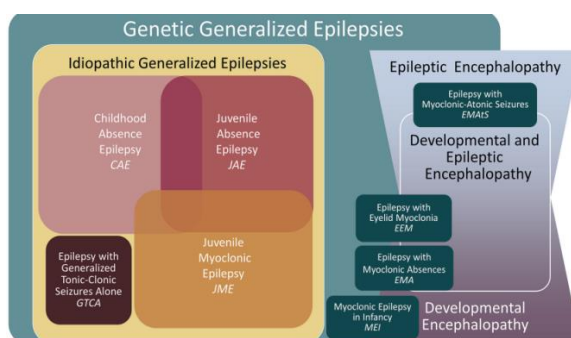 Genetic Generalized Epilepsies
Idiopathic Generalized Epilepsies
Childhood
Absence
Epilepsy
CAE
Juvenile
Absence
Epilepsy
JAE
Epilepsy with
Generalized
Tonic-Clonic
Seizures Alone
GTCA
Juvenile
Myoclonic
Epilepsy
JME
Epileptic Encephalopathy
Epilepsy with
Myoclonic-Atonic Seizures
EMAtS
Developmental and
Epileptic
Encephalopathy
Epilepsy with
Eyelid Myoclonia
EEM
Epilepsy with
Myoclonic Absences
EMA
Myoclonic Epilepsy
in Infancy
MEI
Developmental
Encephalopathy